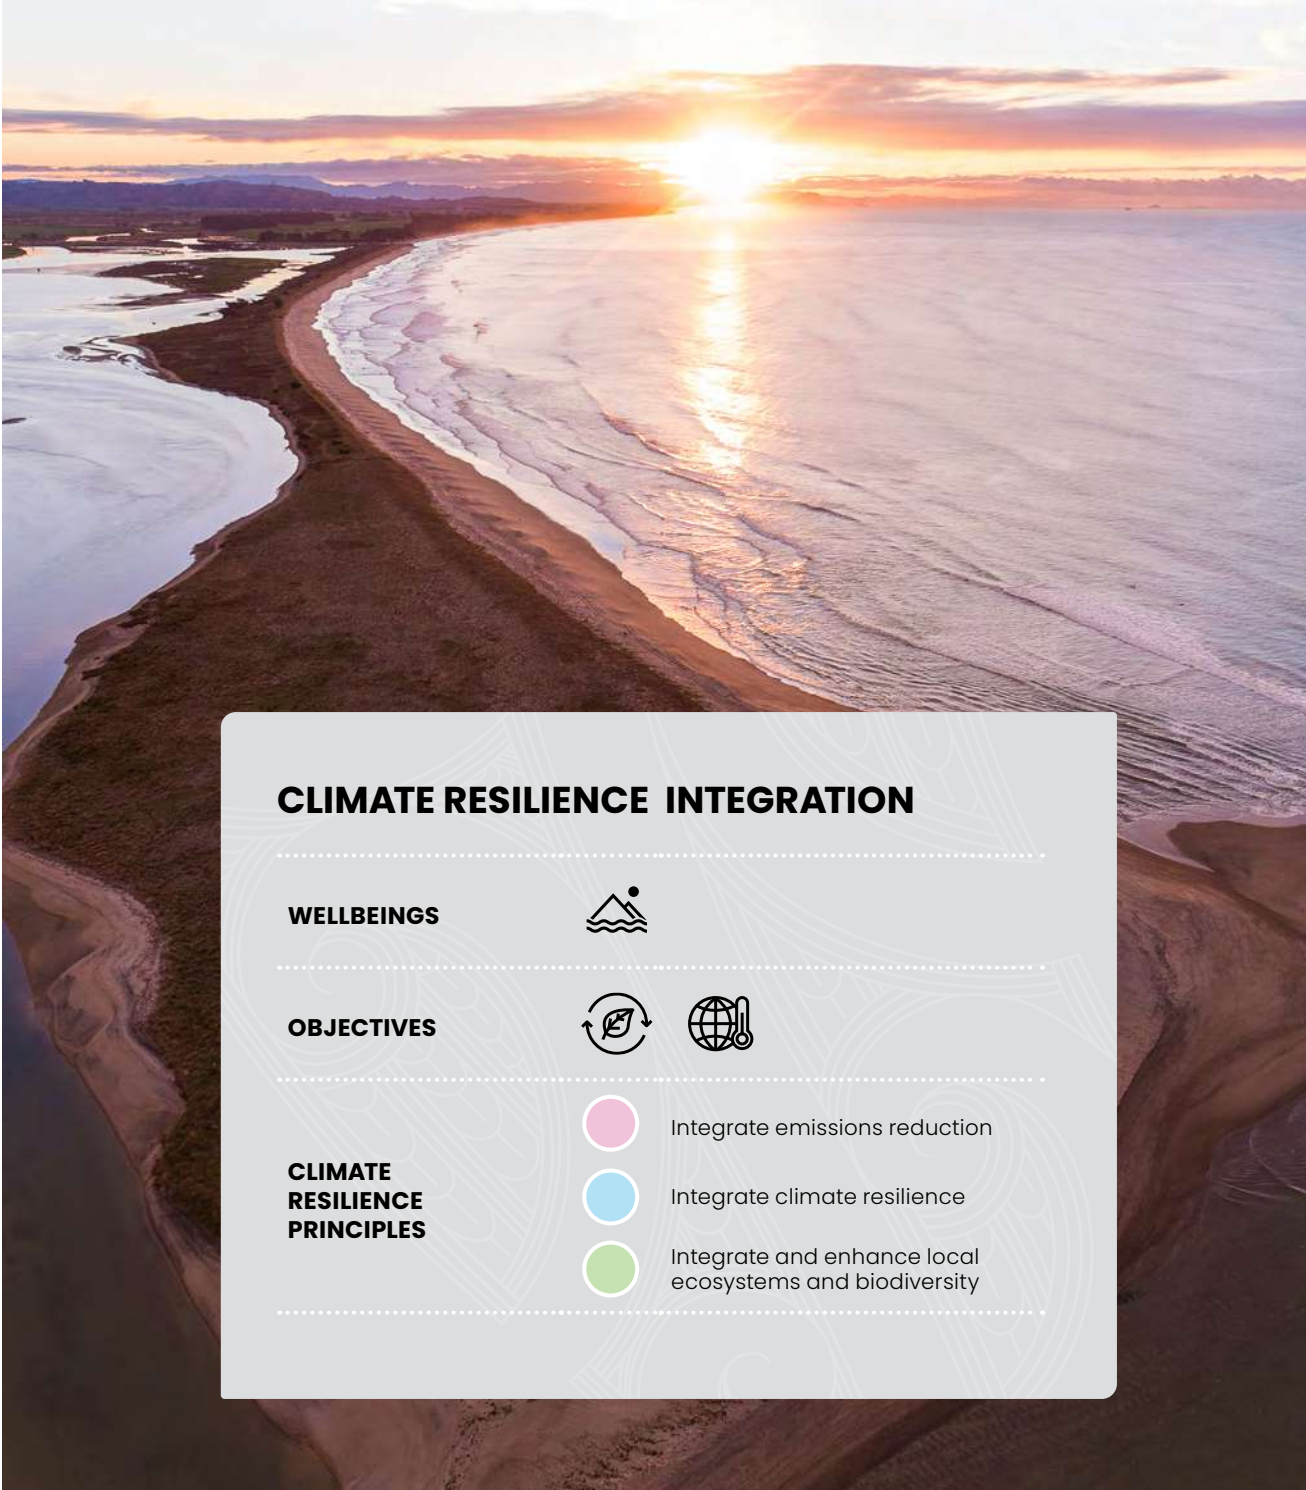 CLIMATE RESILIENCE INTEGRATION
WELLBEINGS
OBJECTIVES
CLIMATE
RESILIENCE
PRINCIPLES
Integrate emissions reduction
Integrate climate resilience
Integrate and enhance local
ecosystems and biodiversity